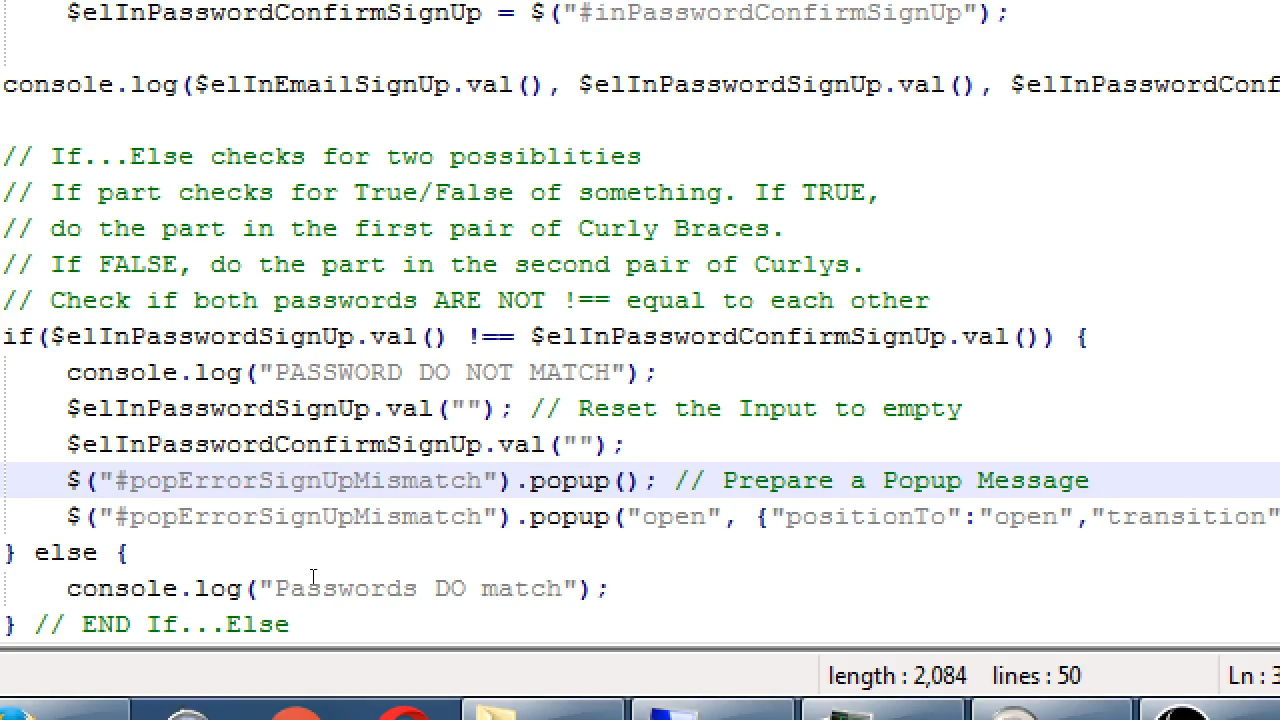 $elInPasswordConfirmSignUp = $("#inPasswordConfirmSignUp");
console.log($elInEmailSignUp.val(), $elInPasswordSignUp.val(), $elInPasswordConf
// If...Else checks for two possiblities
// If part checks for True/False of something. If TRUE,
// do the part in the first pair of Curly Braces.
// If FALSE, do the part in the second pair of Curlys.
// Check if both passwords ARE NOT !== equal to each other
if($elInPasswordSignUp.val() !== $elInPasswordConfirmSignUp.val()) {
console.log("PASSWORD DO NOT MATCH");
$elInPasswordSignUp.val(""); // Reset the Input to empty
$elInPasswordConfirmSignUp.val("");
$("#popErrorSignUpMismatch").popup(); // Prepare a Popup Message
$("#popErrorSignUpMismatch").popup("open", {"positionTo":"open","transition"
} else {
console.log("Passwords DO match");
} // END If...Else
length : 2,084 lines : 50 Ln : 3